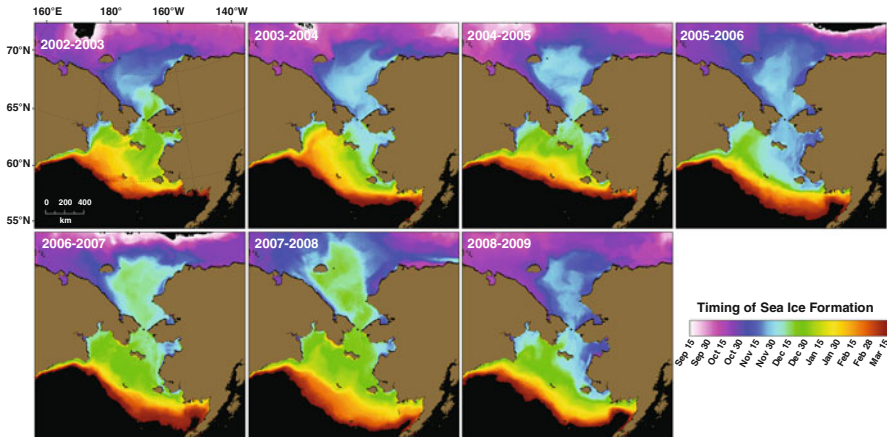 160°E 180° 160°W 140°W
70°N
65°N
60°N
55°N
2002-2003
2003-2004
2004-2005
2005-2006
0 200 400
km
2006-2007
2007-2008
2008-2009
Timing of Sea Ice Formation
Sep 15
Sep 30
Oct 15
Oct 30
Nov 15
Nov 30
Dec 15
Dec 30
Jan 15
Jan 30
Feb 15
Feb 28
Mar 15